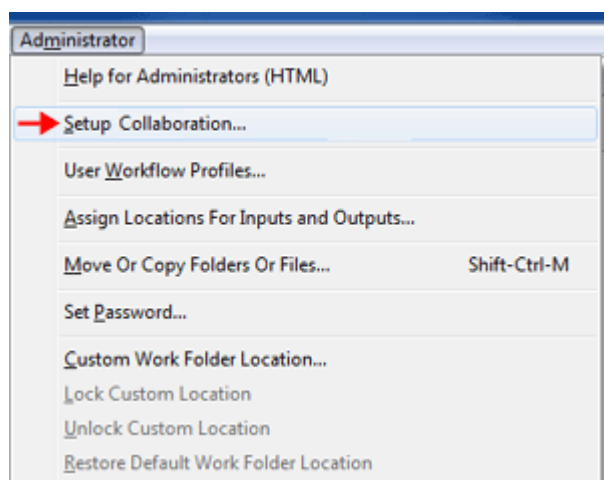 Administrator
Help for Administrators (HTML)
Setup Collaboration...
User Workflow Profiles...
Assign Locations For Inputs and Outputs...
Move Or Copy Folders Or Files... Shift-Ctrl-M
Set Password...
Custom Work Folder Location...
Lock Custom Location
Unlock Custom Location
Restore Default Work Folder Location